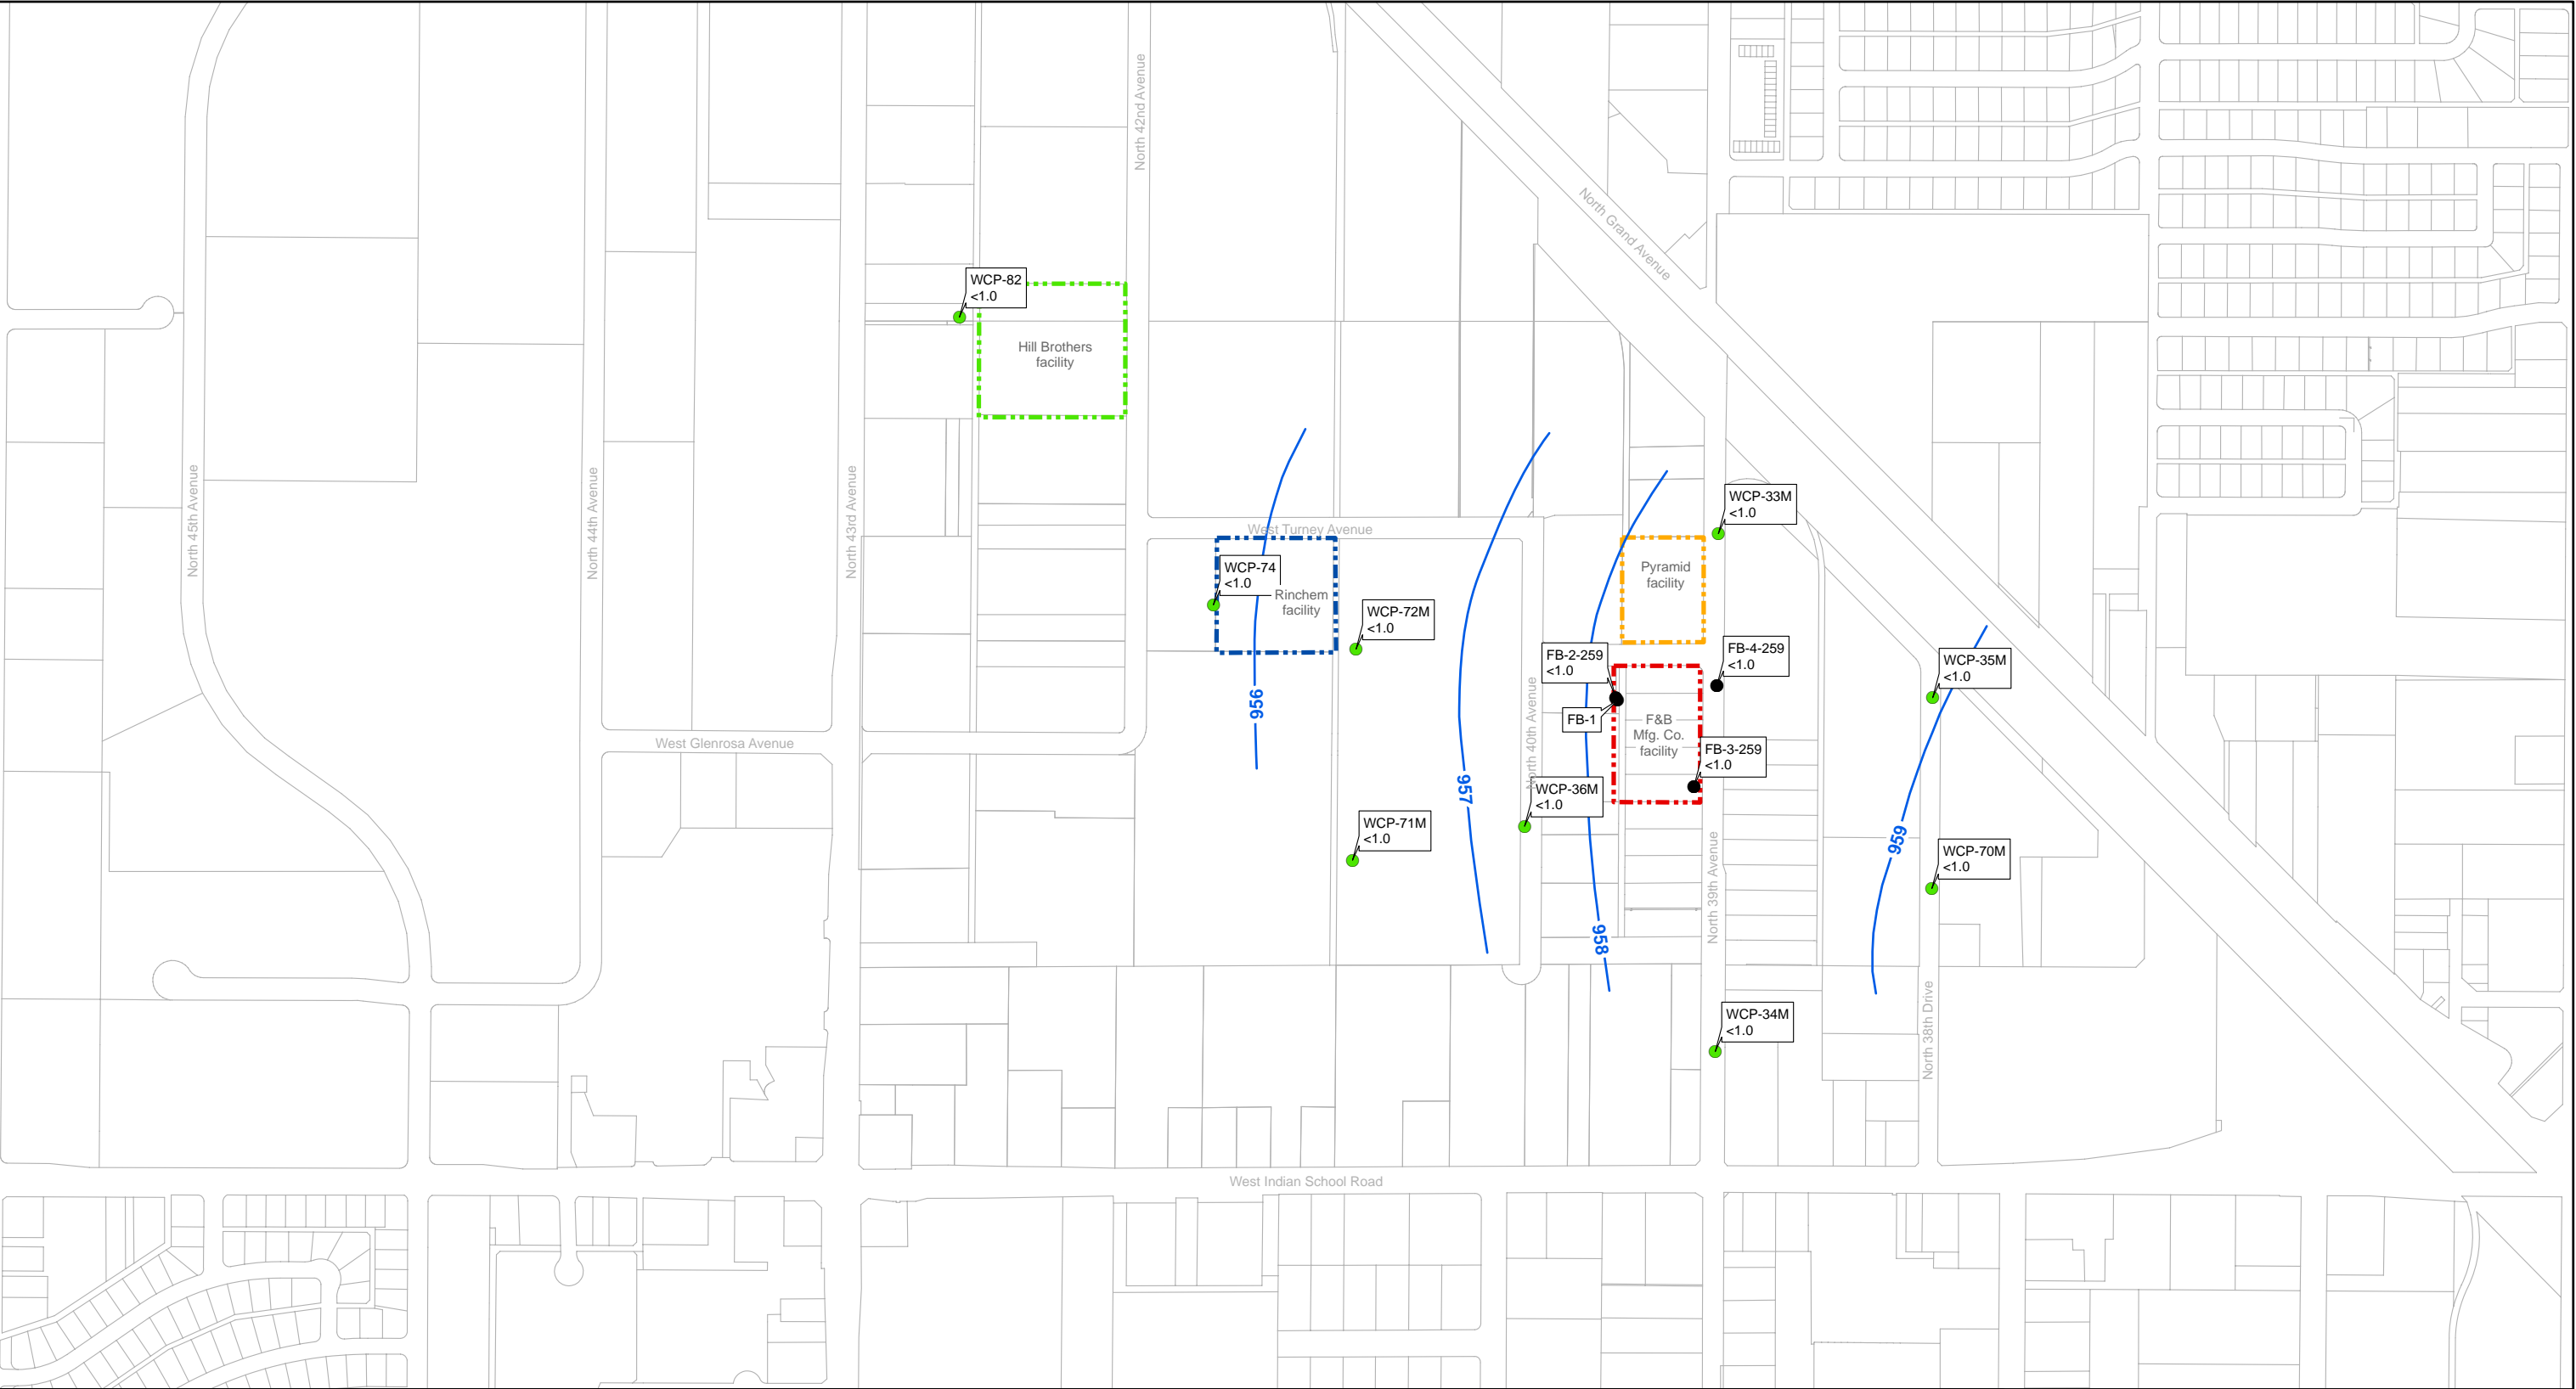 North 42nd Avenue
North Grand Avenue
WCP-82
<1.0
Hill Brothers
facility
North 45th Avenue
North 44th Avenue
North 43rd Avenue
WCP-33M
<1.0
West Turney Avenue
WCP-74
<1.0
Rinchem
facility
Pyramid
facility
WCP-72M
<1.0
FB-2-259
<1.0
FB-4-259
<1.0
WCP-35M
<1.0
956
FB-1
F&B
Mfg. Co.
facility
West Glenrosa Avenue
North 40th Avenue
FB-3-259
<1.0
957
WCP-36M
<1.0
WCP-71M
<1.0
959
WCP-70M
<1.0
North 39th Avenue
958
WCP-34M
<1.0
North 38th Drive
West Indian School Road